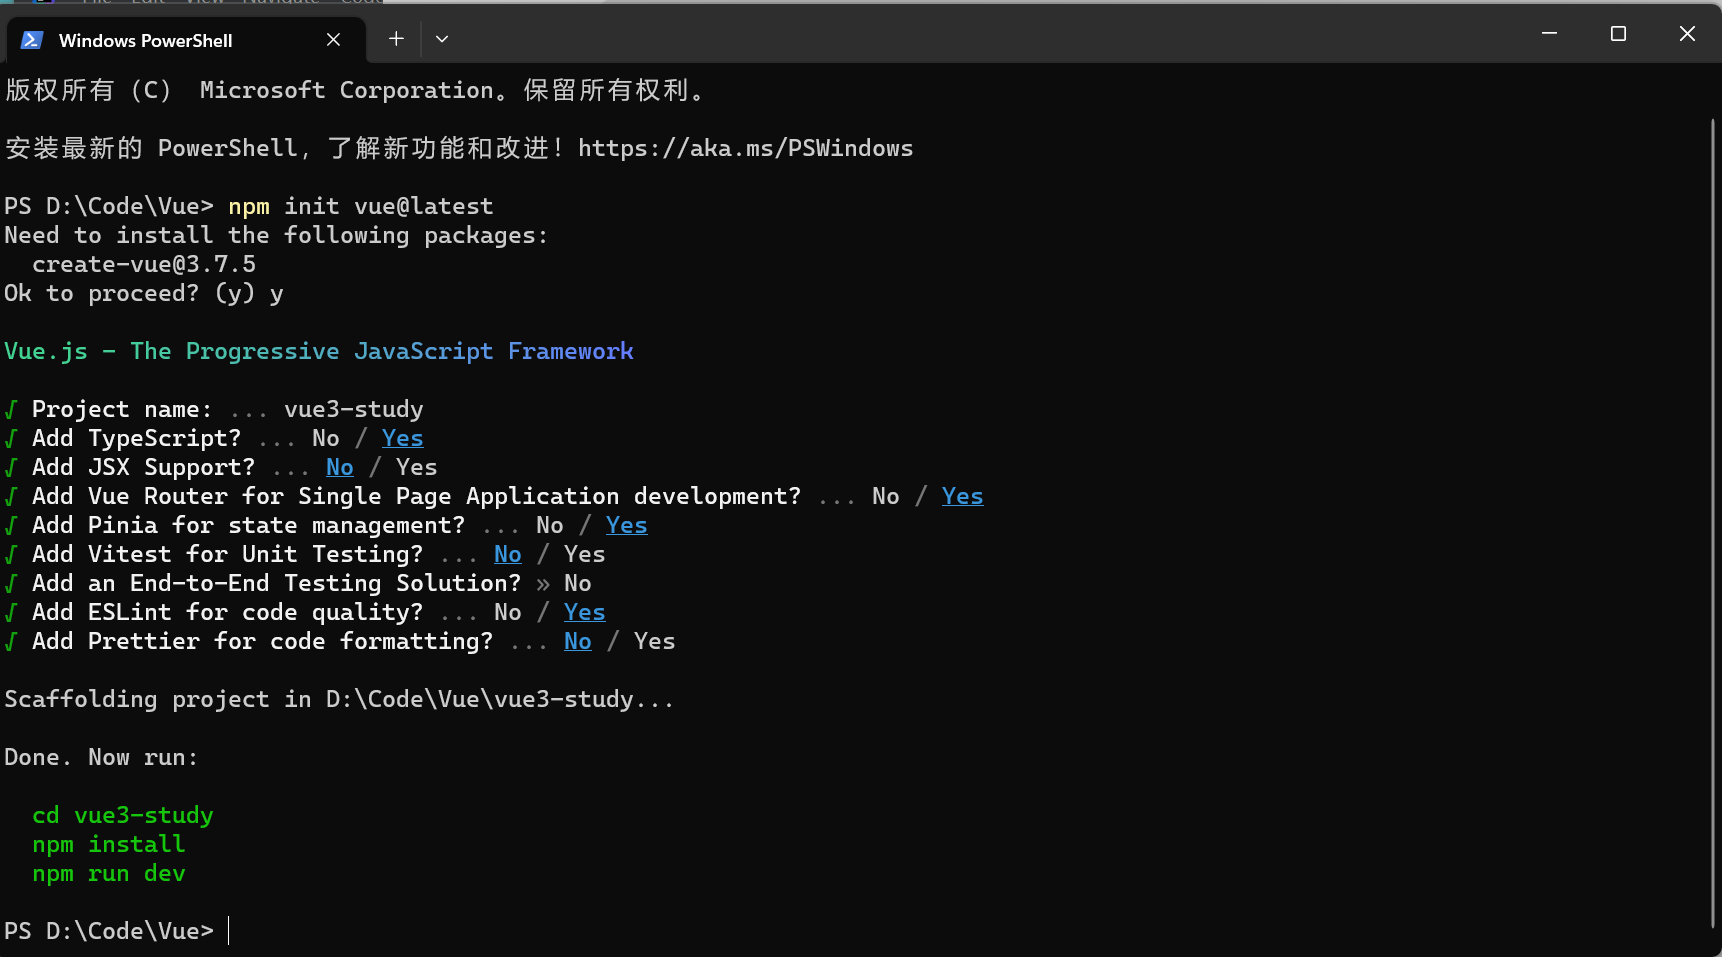 Windows PowerShell
版权所有 (C) Microsoft Corporation。保留所有权利。
安装最新的 PowerShell，了解新功能和改进！https://aka.ms/PSWindows
PS D:\Code\Vue> npm init vue@latest
Need to install the following packages:
  create-vue@3.7.5
Ok to proceed? (y) y
Vue.js - The Progressive JavaScript Framework
√ Project name: ... vue3-study
√ Add TypeScript? ... No / Yes
√ Add JSX Support? ... No / Yes
√ Add Vue Router for Single Page Application development? ... No / Yes
√ Add Pinia for state management? ... No / Yes
√ Add Vitest for Unit Testing? ... No / Yes
√ Add an End-to-End Testing Solution? » No
√ Add ESLint for code quality? ... No / Yes
√ Add Prettier for code formatting? ... No / Yes
Scaffolding project in D:\Code\Vue\vue3-study...
Done. Now run:
  cd vue3-study
  npm install
  npm run dev
PS D:\Code\Vue>